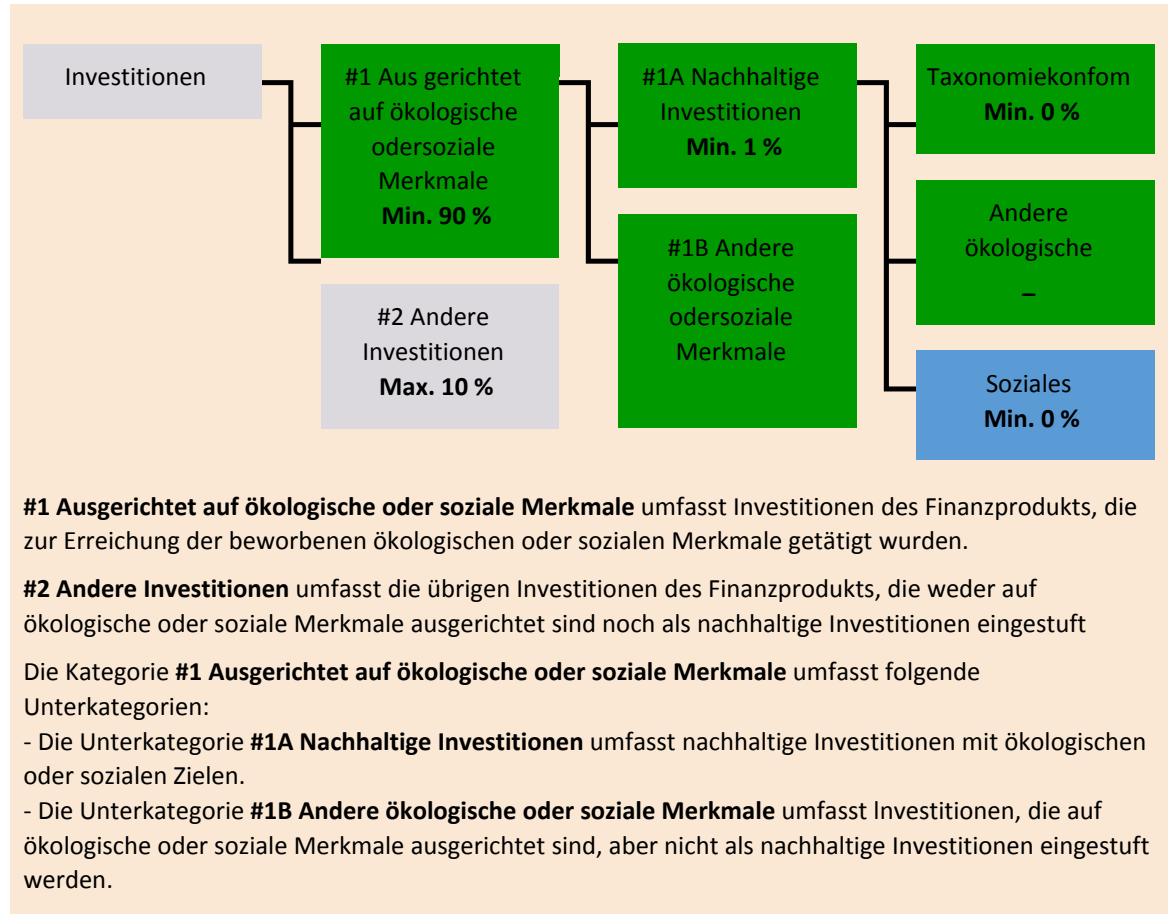 Investitionen
#1 Aus gerichtet
auf ökologische
odersoziale
Merkmale
Min. 90 %
#2 Andere
Investitionen
Max. 10 %
#1A Nachhaltige
Investitionen
Min. 1 %
#1B Andere
ökologische
odersoziale
Merkmale
Taxonomiekonfom
Min. 0 %
Andere
ökologische
–
Soziales
Min. 0 %
#1 Ausgerichtet auf ökologische oder soziale Merkmale umfasst Investitionen des Finanzprodukts, die
zur Erreichung der beworbenen ökologischen oder sozialen Merkmale getätigt wurden.
#2 Andere Investitionen umfasst die übrigen Investitionen des Finanzprodukts, die weder auf
ökologische oder soziale Merkmale ausgerichtet sind noch als nachhaltige Investitionen eingestuft
Die Kategorie #1 Ausgerichtet auf ökologische oder soziale Merkmale umfasst folgende
Unterkategorien:
- Die Unterkategorie #1A Nachhaltige Investitionen umfasst nachhaltige Investitionen mit ökologischen
oder sozialen Zielen.
- Die Unterkategorie #1B Andere ökologische oder soziale Merkmale umfasst lnvestitionen, die auf
ökologische oder soziale Merkmale ausgerichtet sind, aber nicht als nachhaltige Investitionen eingestuft
werden.